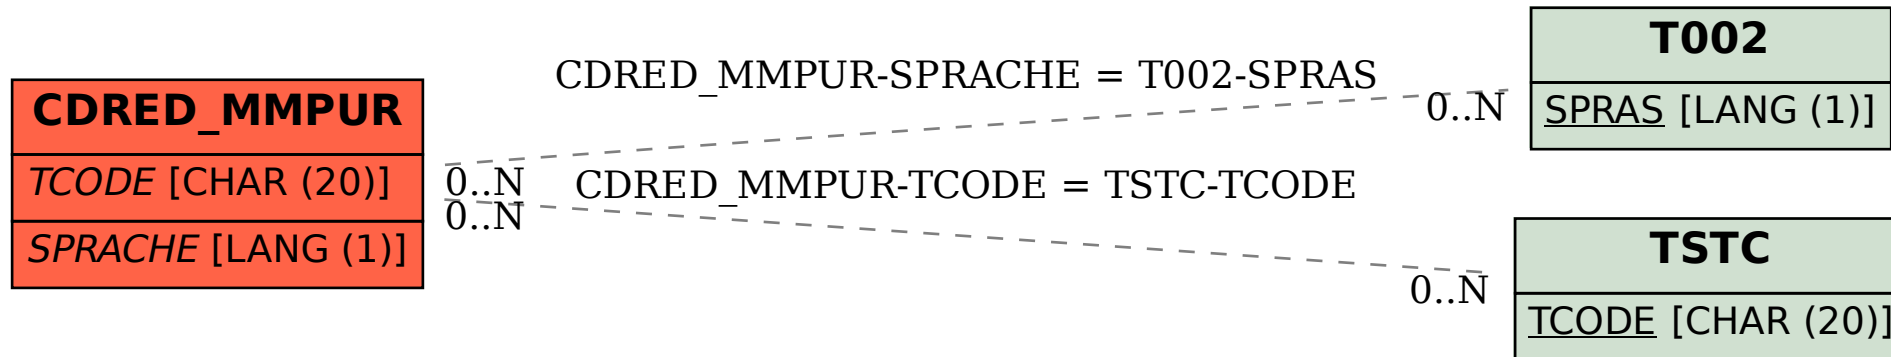 CDRED_MMPUR
TCODE [CHAR (20)]
SPRACHE [LANG (1)]
CDRED_MMPUR-SPRACHE = T002-SPRAS
0..N
0..N
CDRED_MMPUR-TCODE = TSTC-TCODE
0..N
0..N
T002
SPRAS [LANG (1)]
TSTC
TCODE [CHAR (20)]